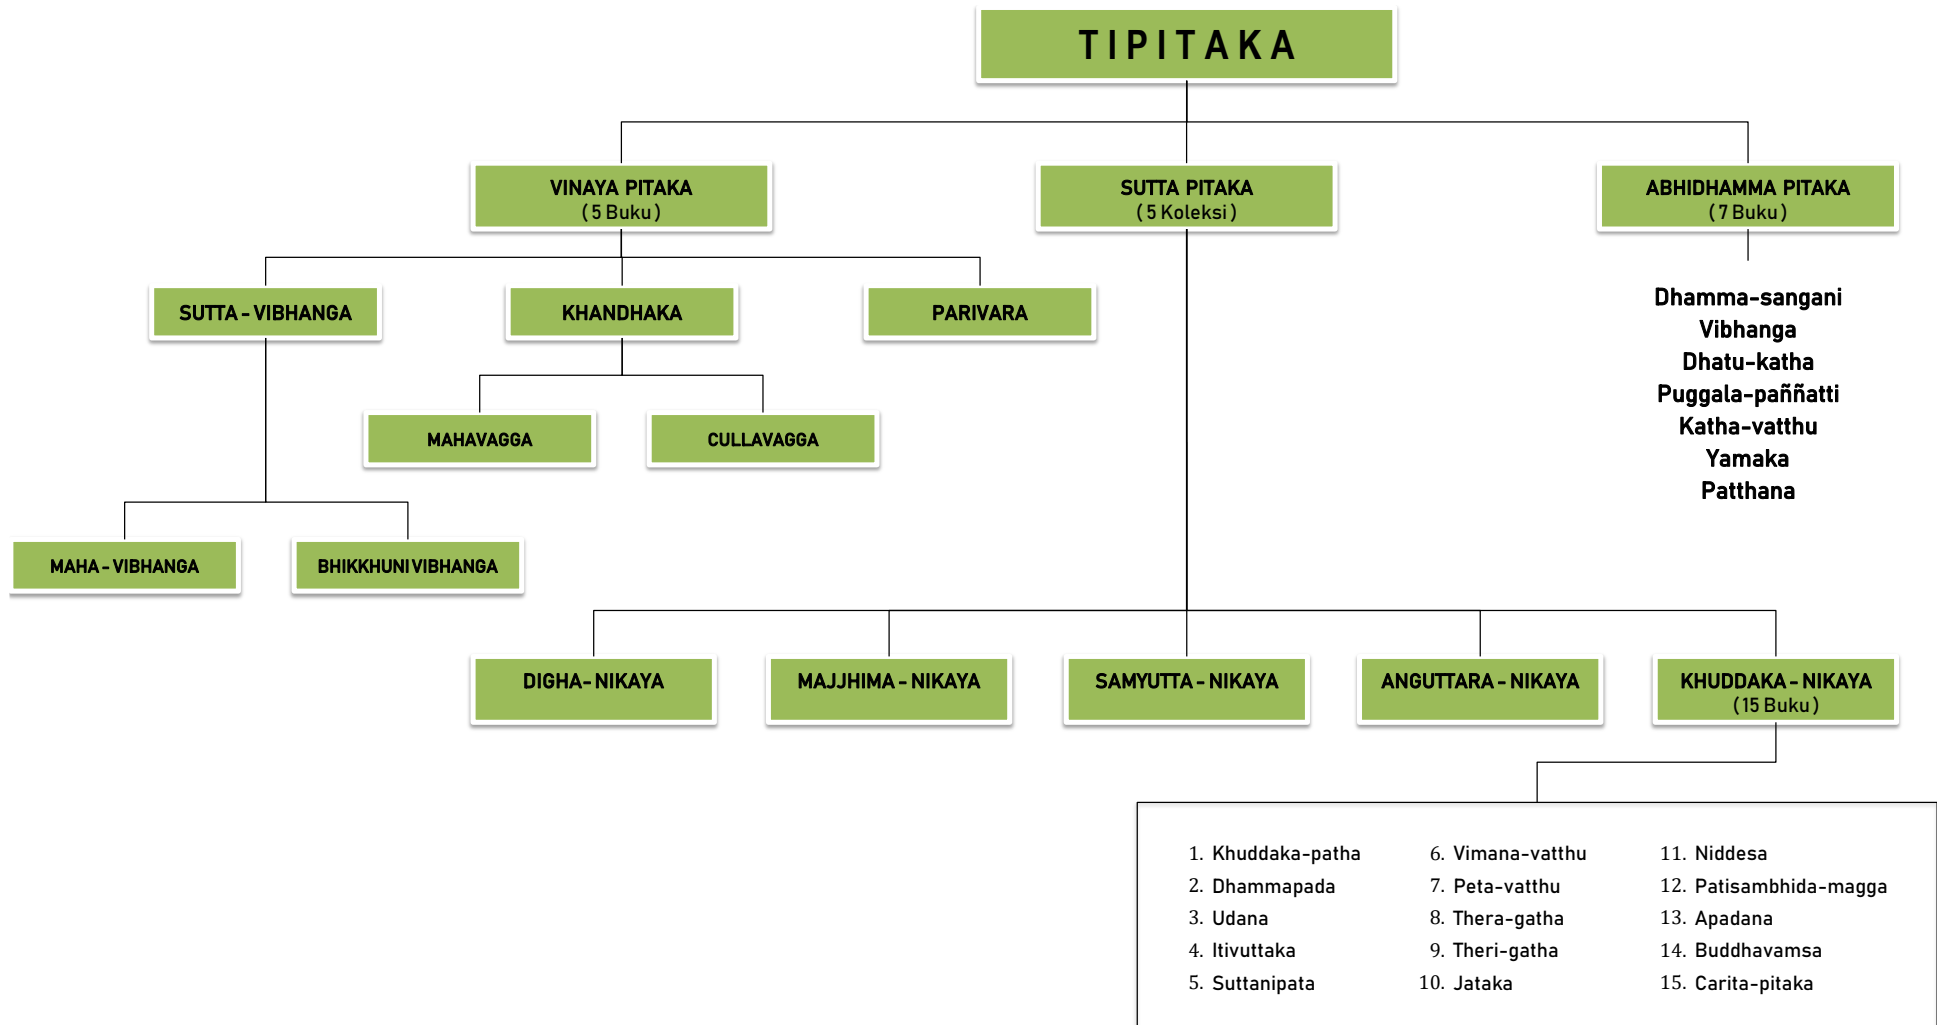 TIPITAKA
VINAYA PITAKA
( 5 Buku )
SUTTA PITAKA
( 5 Koleksi )
ABHIDHAMMA PITAKA
( 7 Buku )
SUTTA - VIBHANGA
KHANDHAKA
PARIVARA
MAHAVAGGA
CULLAVAGGA
MAHA - VIBHANGA
BHIKKHUNI VIBHANGA
Dhamma-sangani
Vibhanga
Dhatu-katha
Puggala-paññatti
Katha-vatthu
Yamaka
Patthana
DIGHA- NIKAYA
MAJJHIMA - NIKAYA
SAMYUTTA - NIKAYA
ANGUTTARA - NIKAYA
KHUDDAKA - NIKAYA
( 15 Buku )
1. Khuddaka-patha
2. Dhammapada
3. Udana
4. Itivuttaka
5. Suttanipata
6. Vimana-vatthu
7. Peta-vatthu
8. Thera-gatha
9. Theri-gatha
10. Jataka
11. Niddesa
12. Patisambhida-magga
13. Apadana
14. Buddhavamsa
15. Carita-pitaka